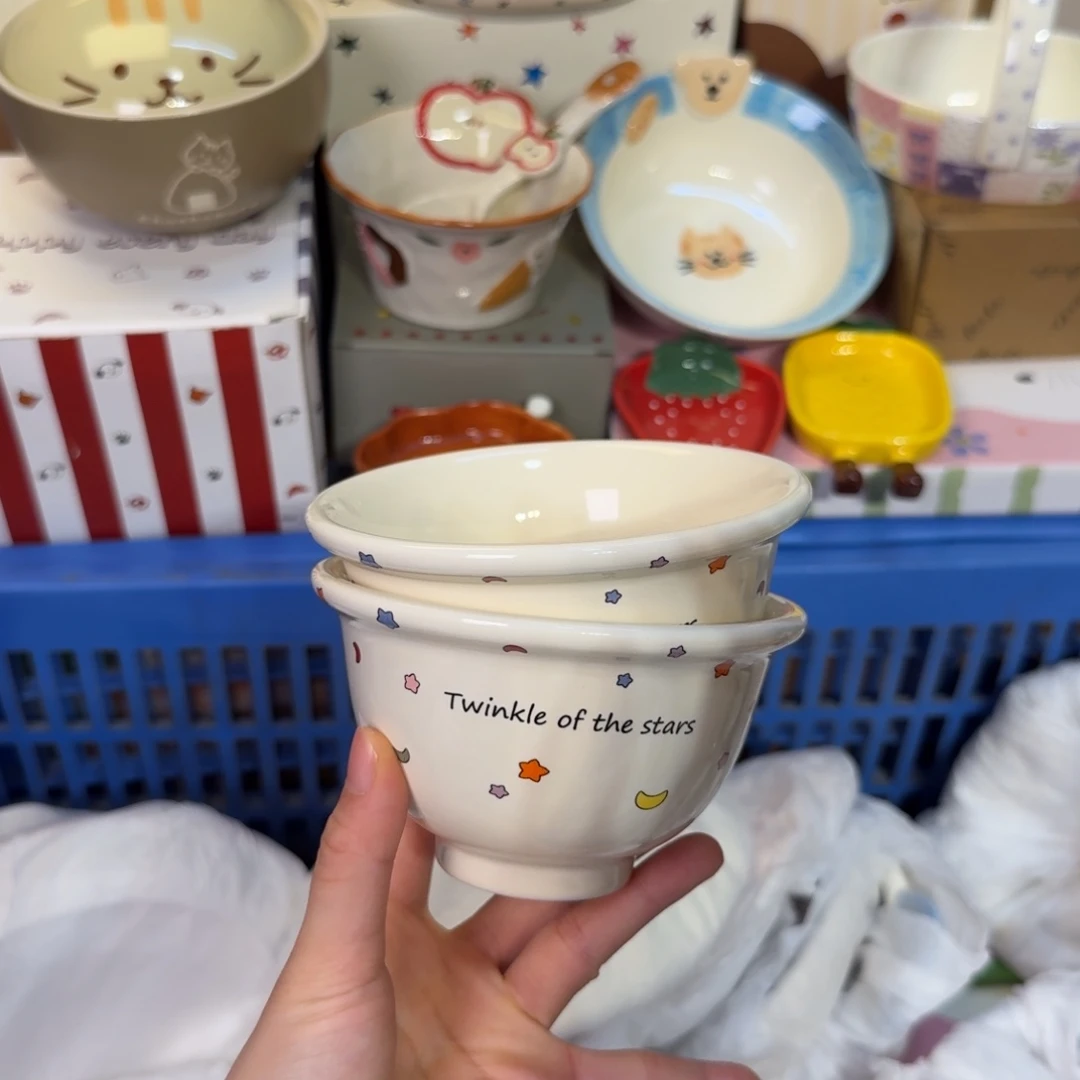 Twinkle of the stars